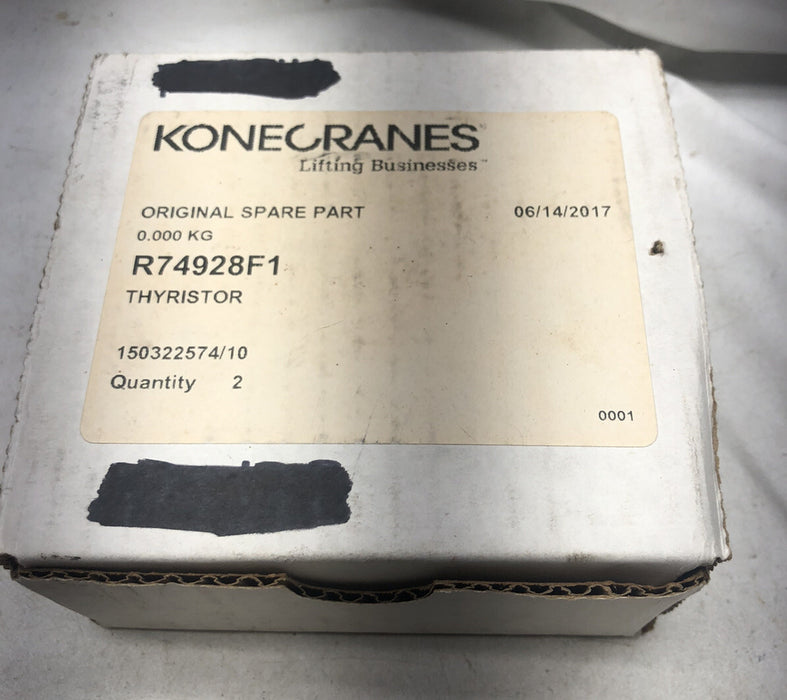 KONECRANES®
Lifting Businesses™
ORIGINAL SPARE PART 06/14/2017
0.000 KG
R74928F1
THYRISTOR
150322574/10
Quantity 2
0001